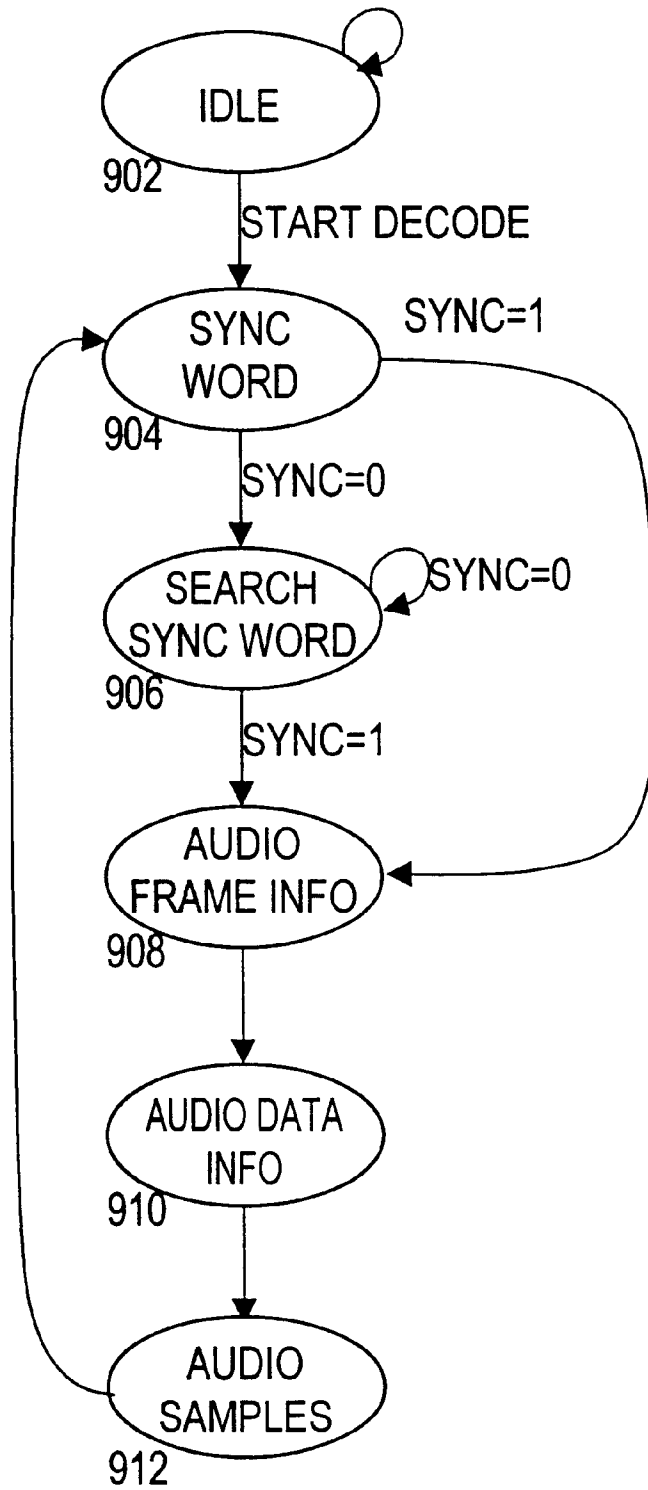 IDLE
902
START DECODE
SYNC
WORD
SYNC=1
904
SYNC=0
SEARCH
SYNC WORD
SYNC=0
906
SYNC=1
AUDIO
FRAME INFO
908
AUDIO DATA
INFO
910
AUDIO
SAMPLES
912